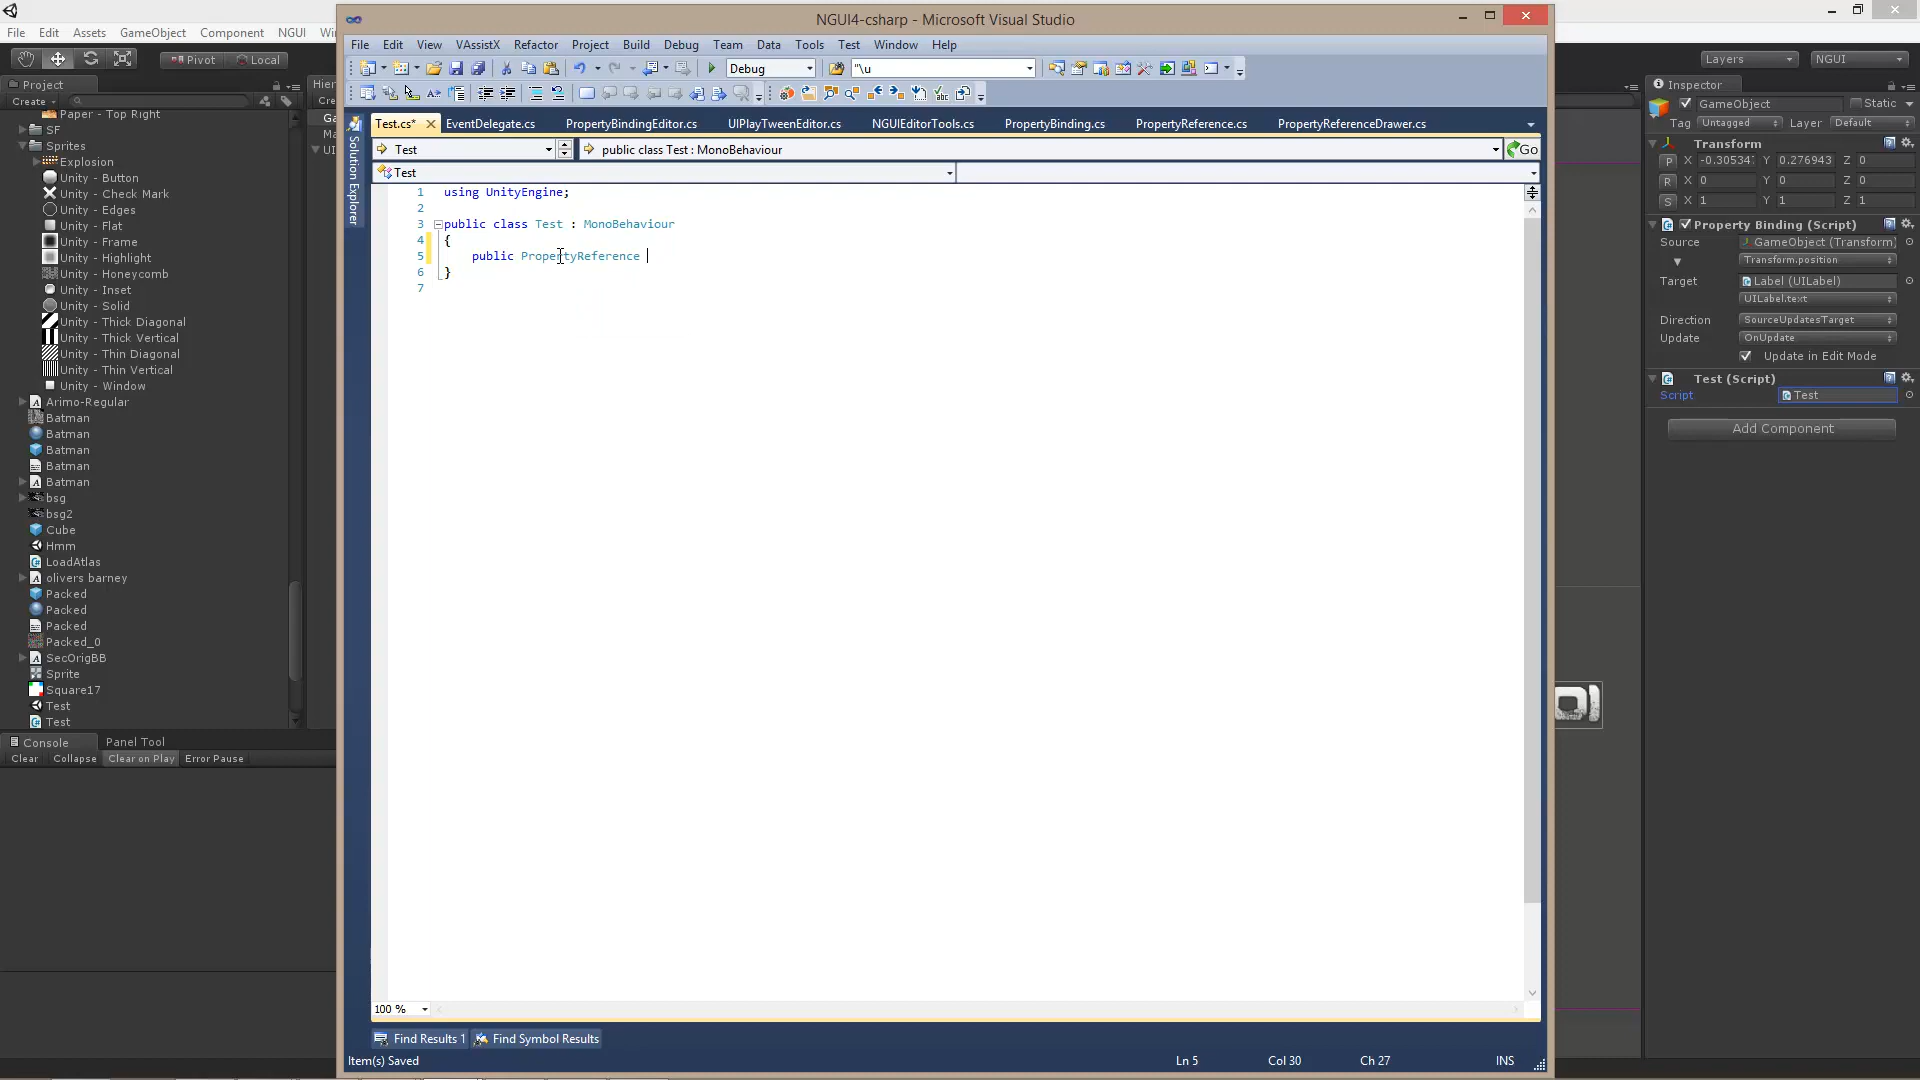 NGUI4-csharp - Microsoft Visual Studio
File Edit Assets GameObject Component NGUI
File Edit View VAssistX Refactor Project Build Debug Team Data Tools Test Window Help
Pivot Local
Debug
"\u
Layers NGUI
Project
Create
Test.cs* EventDelegate.cs PropertyBindingEditor.cs UIPlayTweenEditor.cs NGUIEditorTools.cs PropertyBinding.cs PropertyReference.cs PropertyReferenceDrawer.cs
Test public class Test : MonoBehaviour Go
Test
Solution Explorer
1 using UnityEngine;
2
3 public class Test : MonoBehaviour
4 {
5 public PropertyReference
6 }
7
Paper - Top Right
SF
Sprites
Explosion
Unity - Button
Unity - Check Mark
Unity - Edges
Unity - Flat
Unity - Frame
Unity - Highlight
Unity - Honeycomb
Unity - Inset
Unity - Solid
Unity - Thick Diagonal
Unity - Thick Vertical
Unity - Thin Diagonal
Unity - Thin Vertical
Unity - Window
Arimo-Regular
Batman
Batman
Batman
Batman
Batman
bsg
bsg2
Cube
Hmm
LoadAtlas
olivers barney
Packed
Packed
Packed
Packed_0
SecOrigBB
Sprite
Square17
Test
Test
Console Panel Tool
Clear Collapse Clear on Play Error Pause
Inspector
GameObject Static
Tag Untagged Layer Default
Transform
P X -0.30534 Y 0.276943 Z 0
R X 0 Y 0 Z 0
S X 1 Y 1 Z 1
Property Binding (Script)
Source GameObject (Transform)
Transform.position
Target Label (UILabel)
UILabel.text
Direction SourceUpdatesTarget
Update OnUpdate
Update in Edit Mode
Test (Script)
Script Test
Add Component
100 %
Find Results 1 Find Symbol Results
Item(s) Saved Ln 5 Col 30 Ch 27 INS